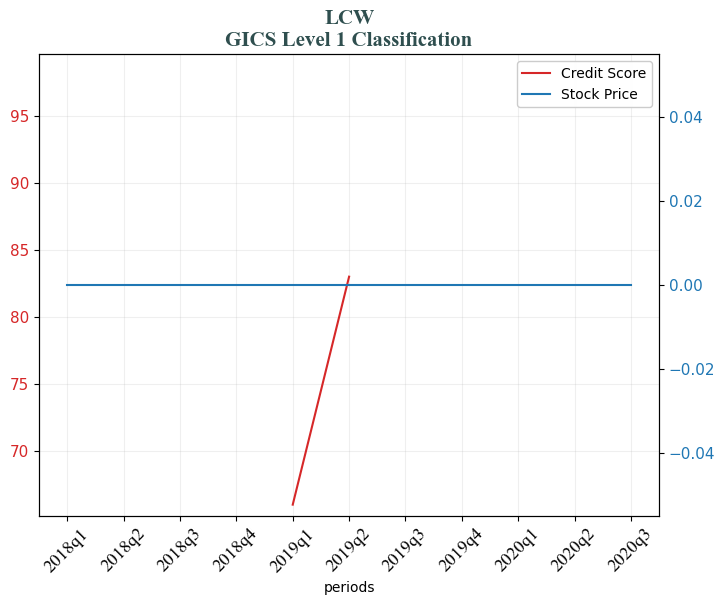 LCW
GICS Level 1 Classification
Credit Score
Stock Price
95
90
85
80
75
70
0.04
0.02
0.00
−0.02
−0.04
2018q1
2018q2
2018q3
2018q4
2019q1
2019q2
2019q3
2019q4
2020q1
2020q2
2020q3
periods